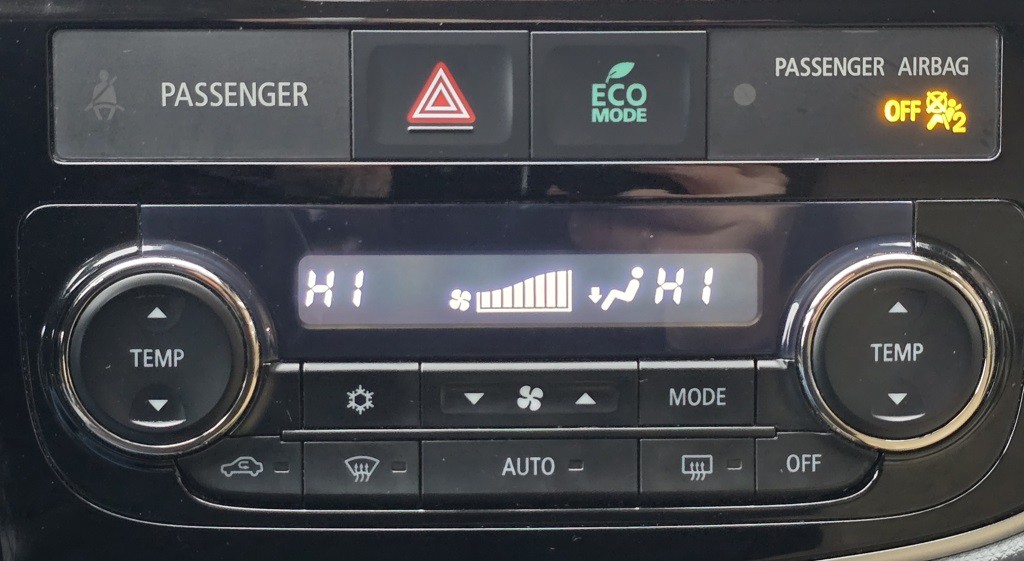 PASSENGER
ECO
MODE
PASSENGER AIRBAG
OFF 2
HI HI
TEMP
TEMP
MODE
AUTO
OFF